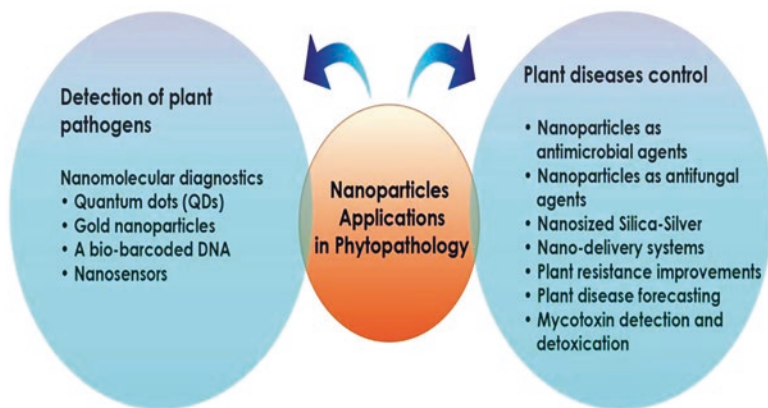 Detection of plant
pathogens
Nanomolecular diagnostics
• Quantum dots (QDs)
• Gold nanoparticles
• A bio-barcoded DNA
• Nanosensors
Nanoparticles
Applications
in Phytopathology
Plant diseases control
• Nanoparticles as
antimicrobial agents
• Nanoparticles as antifungal
agents
• Nanosized Silica-Silver
• Nano-delivery systems
• Plant resistance improvements
• Plant disease forecasting
• Mycotoxin detection and
detoxication